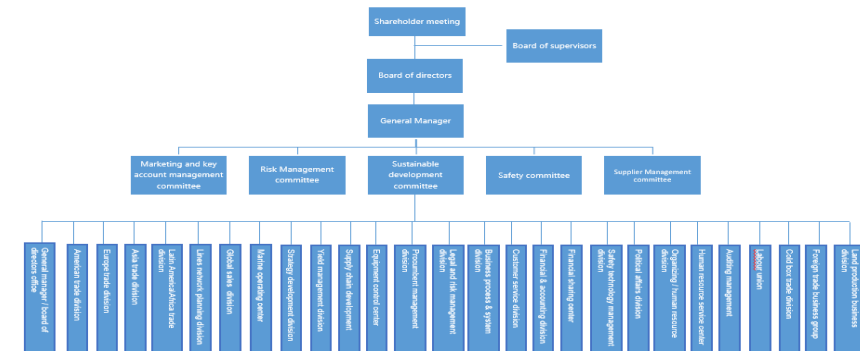 Shareholder meeting
Board of supervisors
Board of directors
General Manager
Marketing and key
account management
committee
Risk Management
committee
Sustainable
development
committee
Safety committee
Supplier Management
committee
General manager / board of
directors office
American trade division
Europe trade division
Asia trade division
Latin America/Africa trade
division
Lines network planning division
Global sales division
Marine operating center
Strategy development division
Yield management division
Supply chain development
Equipment control center
Procurement management
division
Legal and risk management
division
Business process & system
division
Customer service division
Financial & accounting division
Financial sharing center
Safety technology management
division
Political affairs division
Organizing / human resource
division
Human resource service center
Auditing management
Labour union
Cold box trade division
Foreign trade business group
Land production business
division